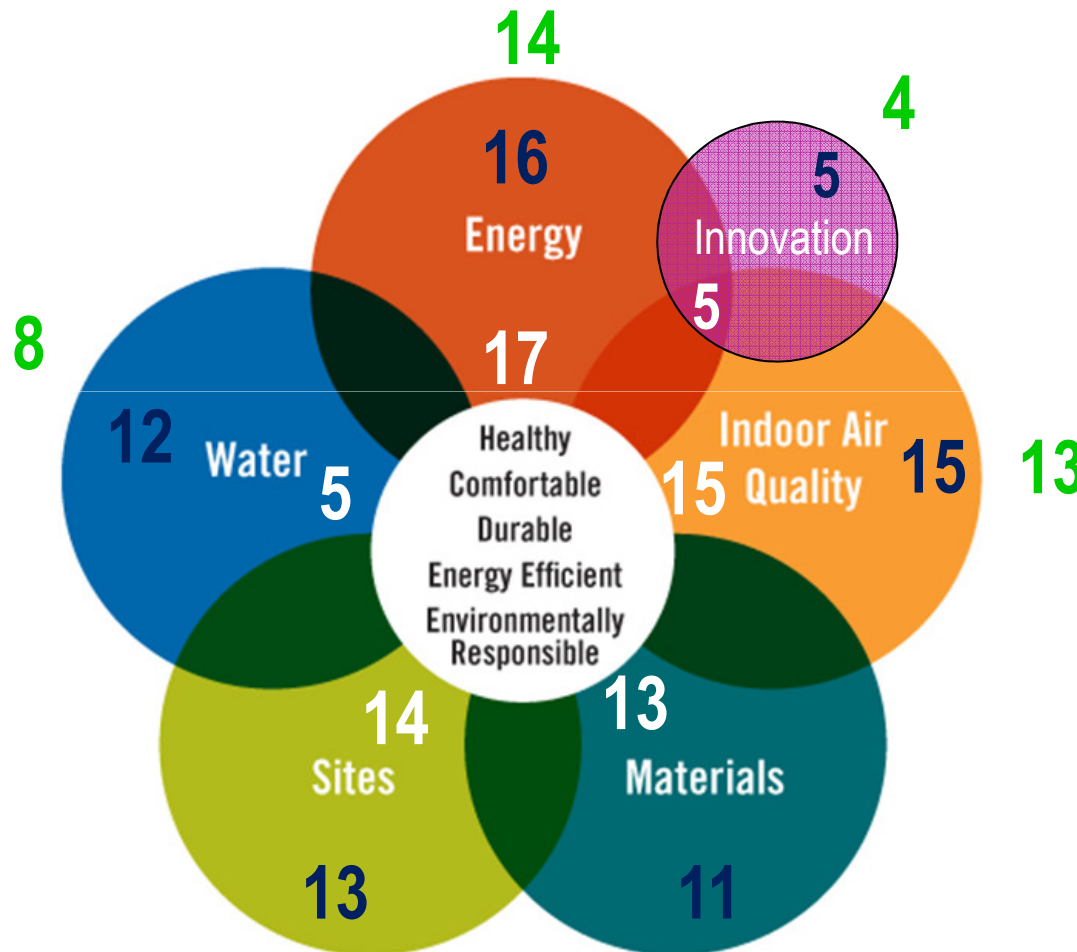 14
4
16
5
Energy
Innovation
5
8
17
12
Water
5
Healthy
Comfortable
Durable
Energy Efficient
Environmentally
Responsible
Indoor Air
Quality
15
15
13
14
Sites
13
13
Materials
11